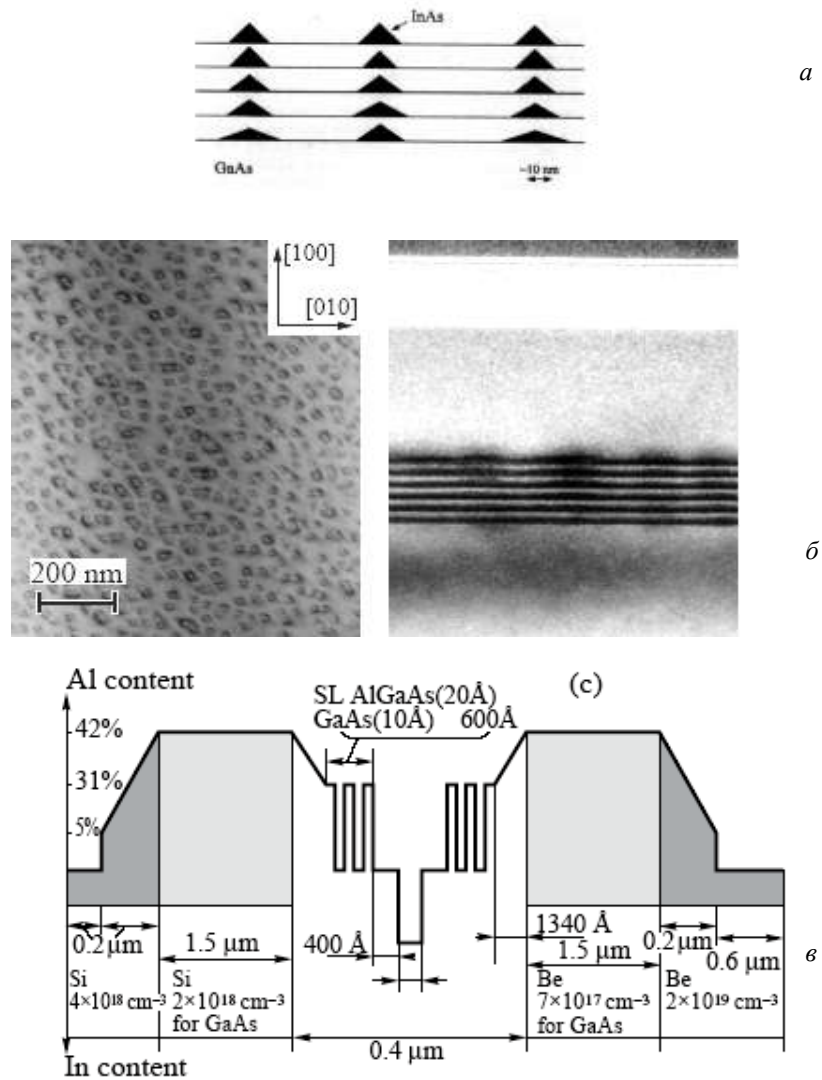 InAs
а
GaAs
~10 nm
[100]
[010]
200 nm
б
Al content
(c)
SL AlGaAs(20Å)
GaAs(10Å) 600Å
42%
31%
5%
0.2μm
1.5 μm
400 Å
1340 Å
1.5 μm
0.2μm
0.6 μm
в
Si
4×10¹⁸ cm⁻³
Si
2×10¹⁸ cm⁻³
for GaAs
Be
7×10¹⁷ cm⁻³
for GaAs
Be
2×10¹⁹ cm⁻³
0.4 μm
In content